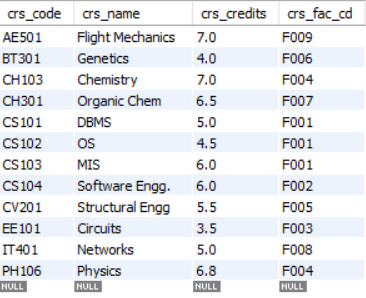 crs_code crs_name crs_credits crs_fac_cd
AE501 Flight Mechanics 7.0 F009
BT301 Genetics 4.0 F006
CH103 Chemistry 7.0 F004
CH301 Organic Chem 6.5 F007
CS101 DBMS 5.0 F001
CS102 OS 4.5 F001
CS103 MIS 6.0 F001
CS104 Software Engg. 6.0 F002
CV201 Structural Engg 5.5 F005
EE101 Circuits 3.5 F003
IT401 Networks 5.0 F008
PH106 Physics 6.8 F004
NULL NULL NULL NULL